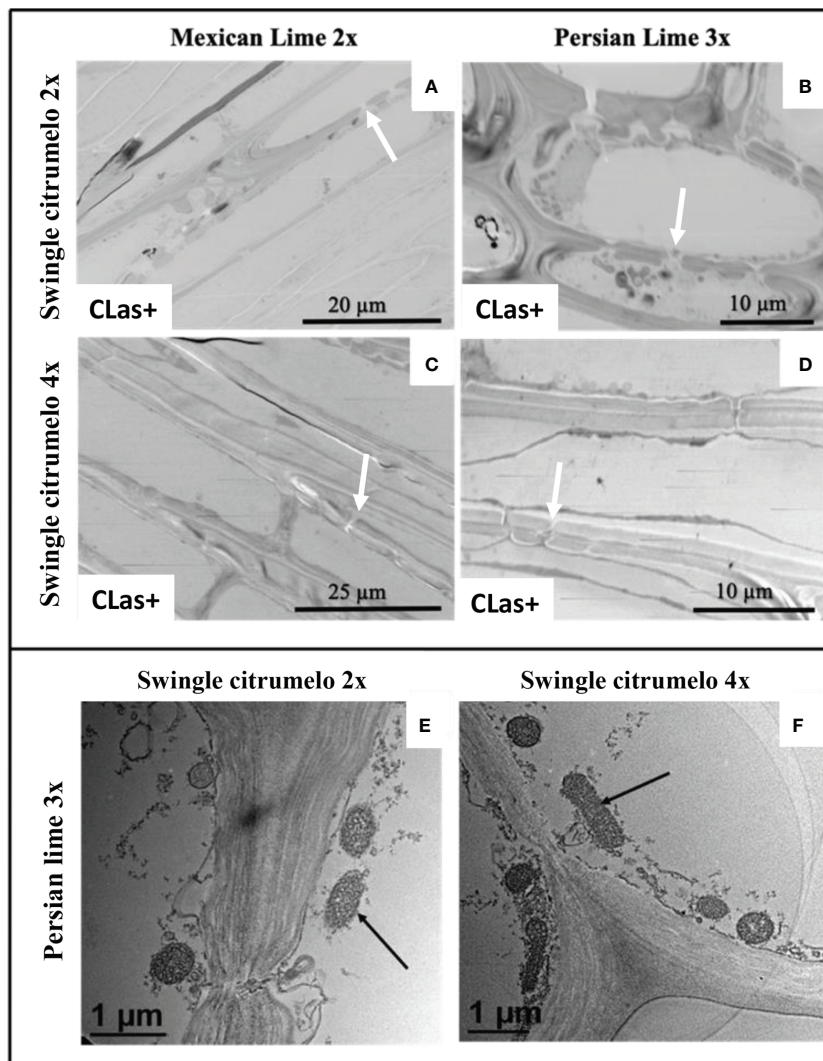 Mexican Lime 2x
Persian Lime 3x
Swingle citrumelo 2x
A
CLas+
20 µm
B
CLas+
10 µm
Swingle citrumelo 4x
C
CLas+
25 µm
D
CLas+
10 µm
Swingle citrumelo 2x
Swingle citrumelo 4x
Persian lime 3x
E
1 µm
F
1 µm